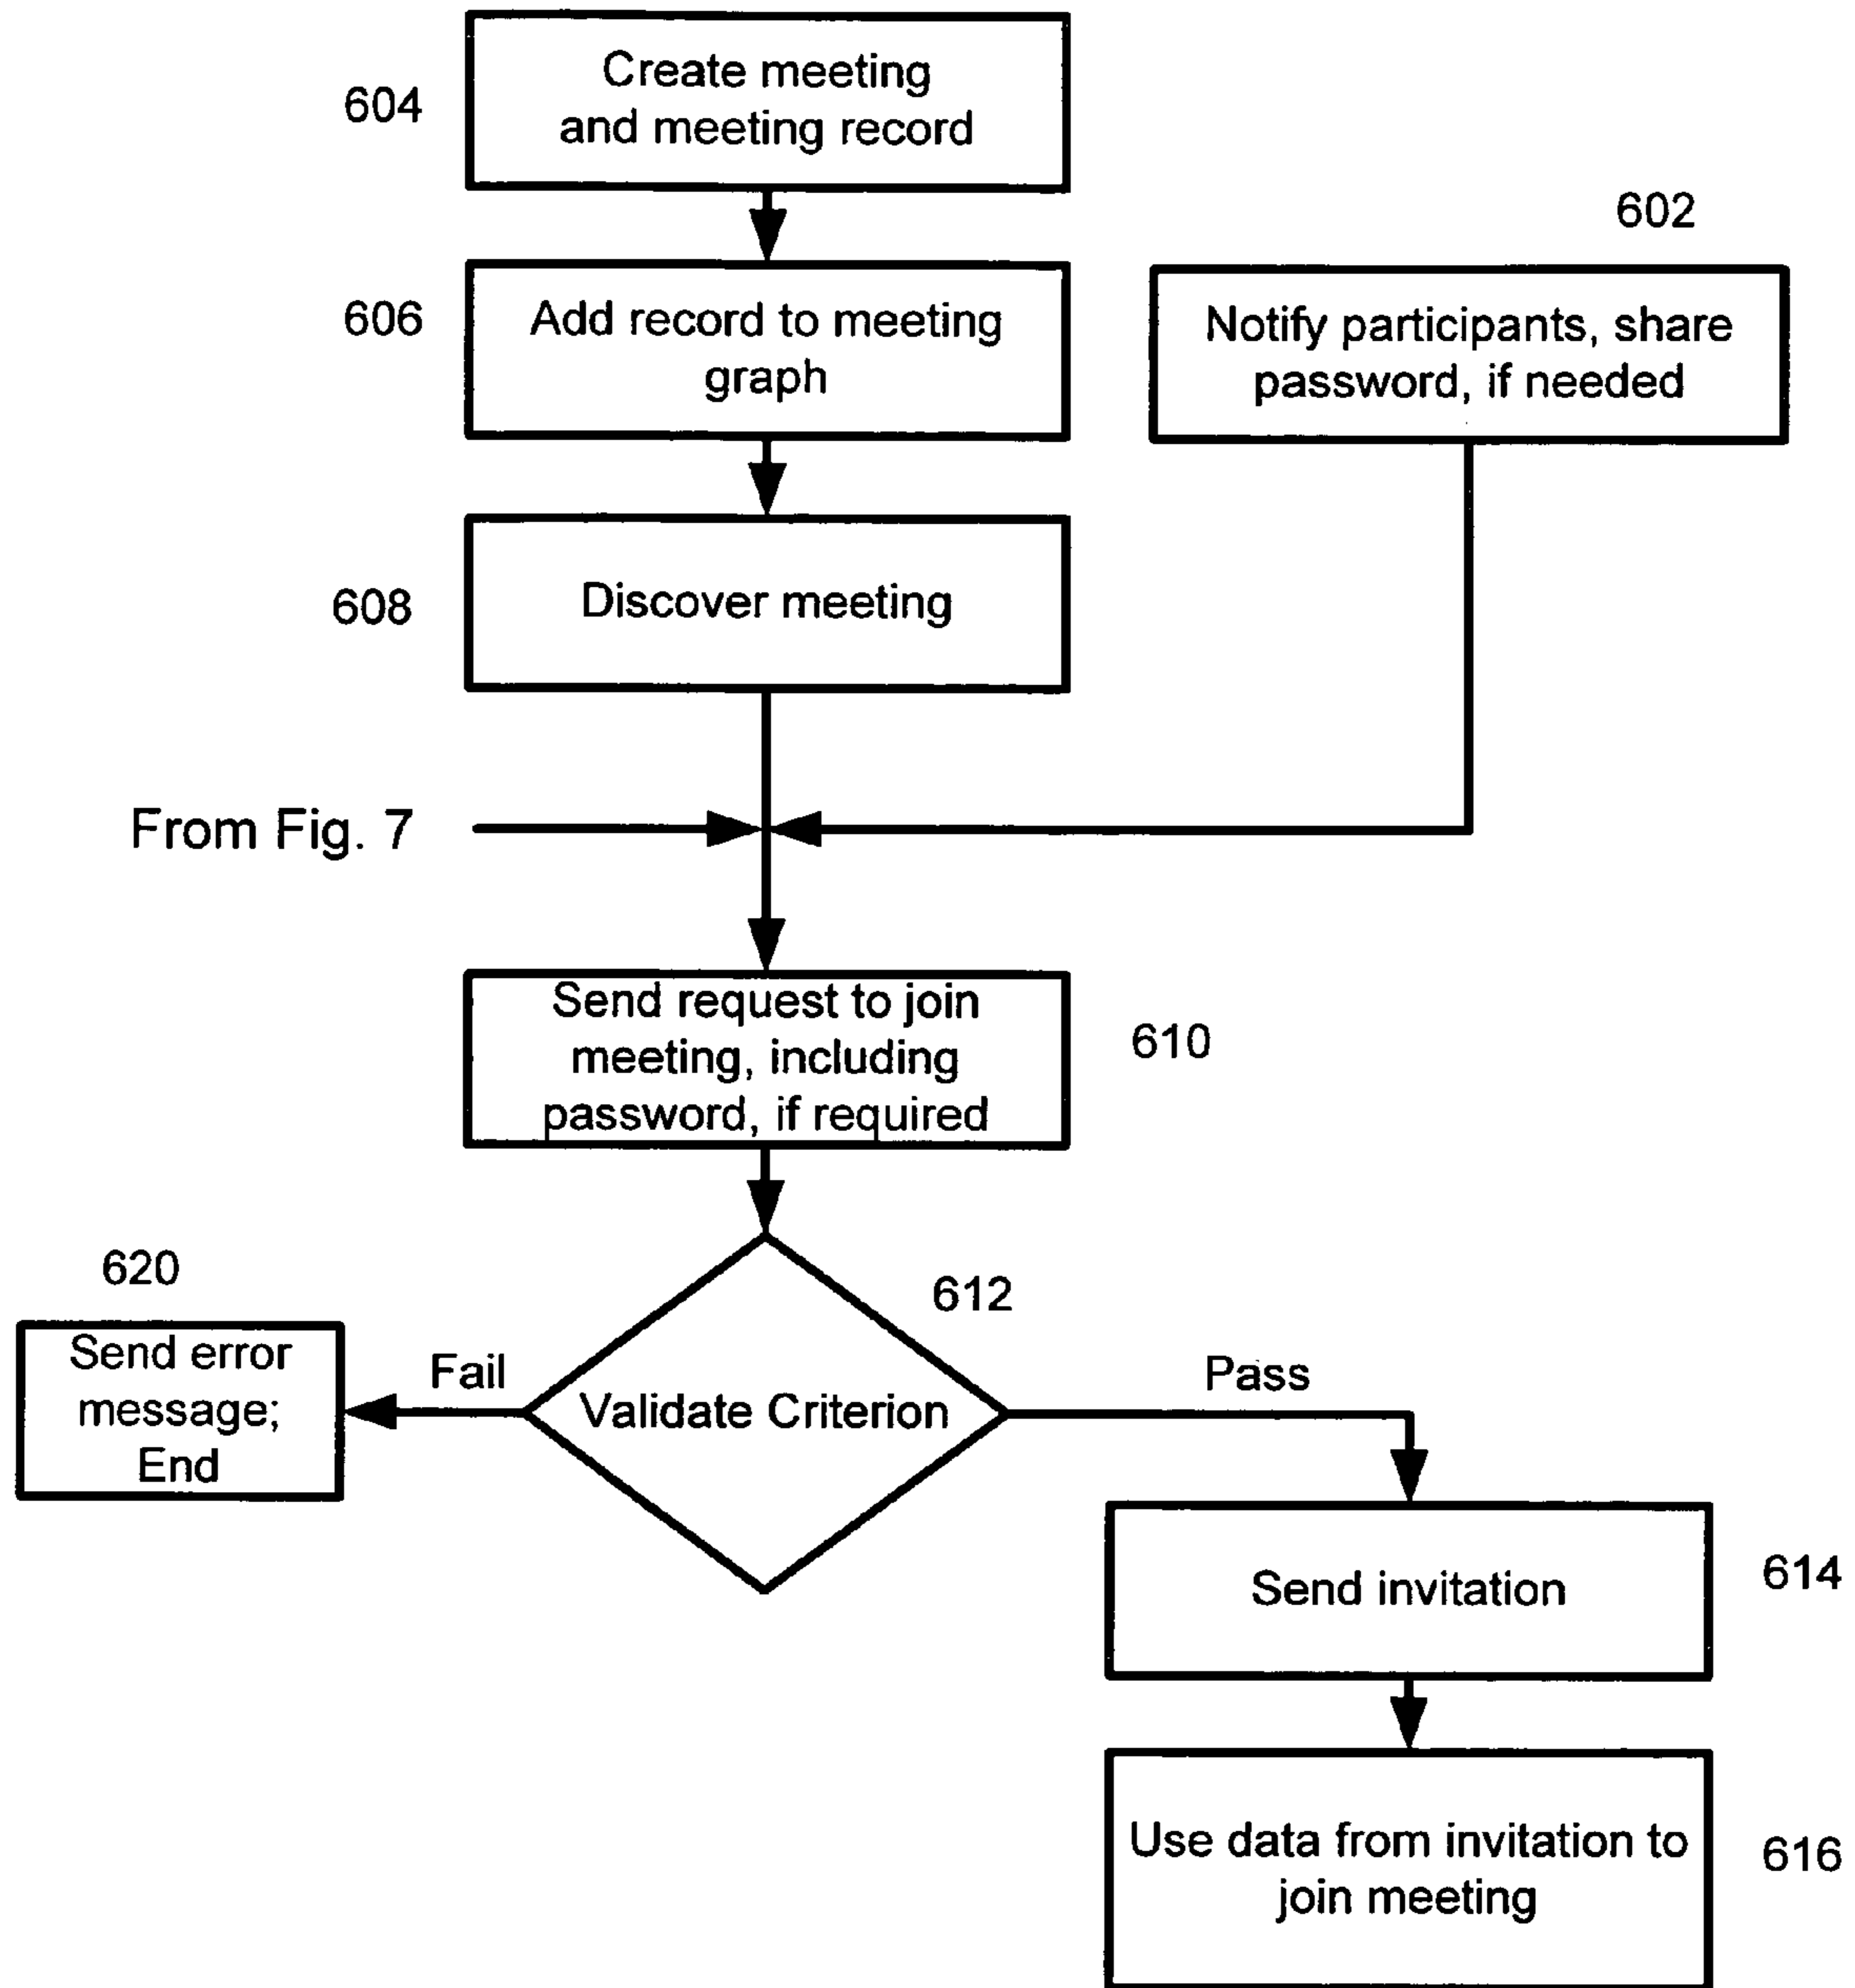 604
Create meeting
and meeting record
602
606
Add record to meeting
graph
Notify participants, share
password, if needed
608
Discover meeting
From Fig. 7
Send request to join
meeting, including
password, if required
610
620
612
Send error
message;
End
Fail
Validate Criterion
Pass
Send invitation
614
Use data from invitation to
join meeting
616